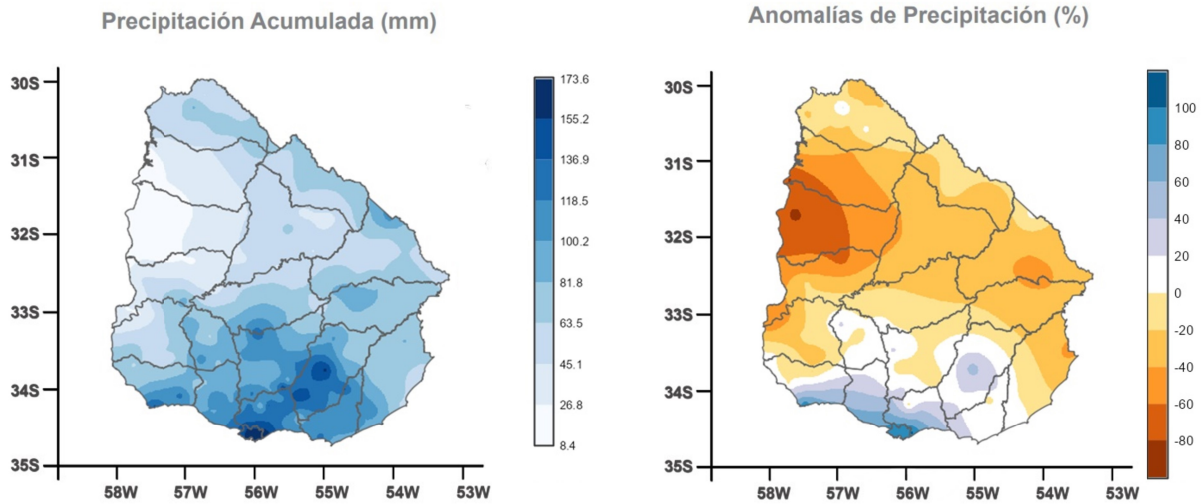 Precipitación Acumulada (mm)
30S
31S
32S
33S
34S
35S
58W
57W
56W
55W
54W
53W
173.6
155.2
136.9
118.5
100.2
81.8
63.5
45.1
26.8
8.4
Anomalías de Precipitación (%)
30S
31S
32S
33S
34S
35S
58W
57W
56W
55W
54W
53W
100
80
60
40
20
0
-20
-40
-60
-80